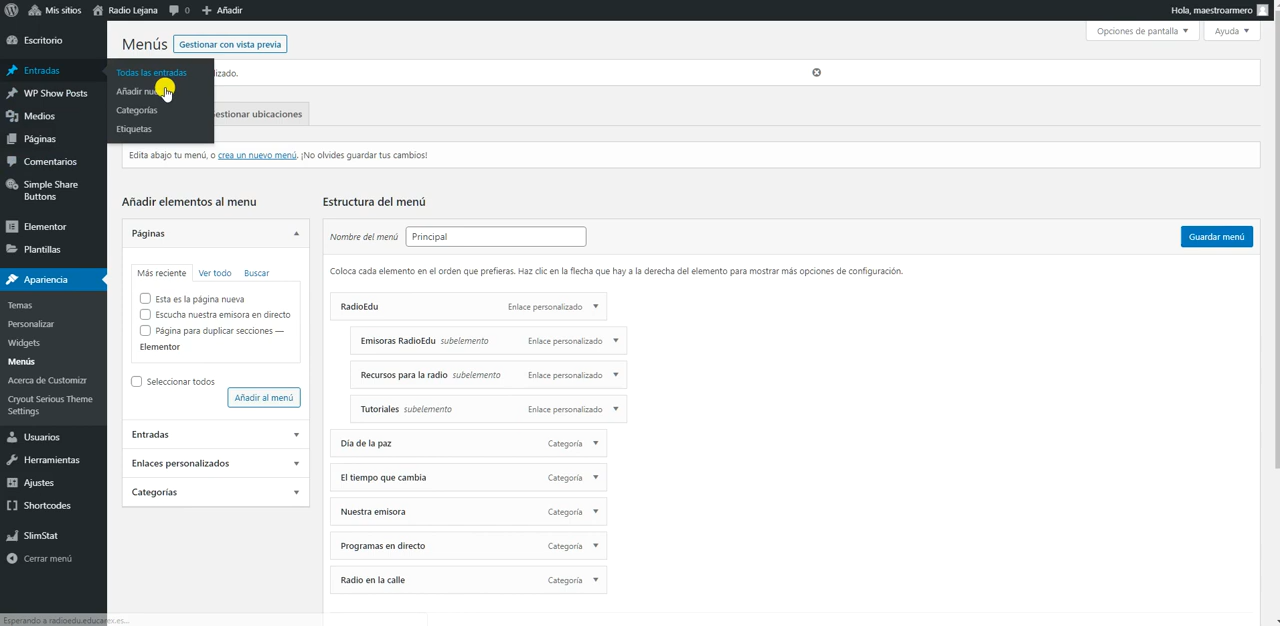 Mis sitios
Radio Lejana
0
Añadir
Hola, maestroarmero
Escritorio
Entradas
WP Show Posts
Medios
Páginas
Comentarios
Simple Share
Buttons
Elementor
Plantillas
Apariencia
Temas
Personalizar
Widgets
Menús
Acerca de Customizr
Cryout Serious Theme
Settings
Usuarios
Herramientas
Ajustes
Shortcodes
SlimStat
Cerrar menú
Todas las entradas
Añadir
Categorías
Etiquetas
Menús
Gestionar con vista previa
Opciones de pantalla
Ayuda
lizado.
estionar ubicaciones
Edita abajo tu menú, o crea un nuevo menú. ¡No olvides guardar tus cambios!
Añadir elementos al menu
Páginas
Más reciente
Ver todo
Buscar
Esta es la página nueva
Escucha nuestra emisora en directo
Página para duplicar secciones —
Elementor
Seleccionar todos
Añadir al menú
Entradas
Enlaces personalizados
Categorías
Estructura del menú
Nombre del menú
Principal
Guardar menú
Coloca cada elemento en el orden que prefieras. Haz clic en la flecha que hay a la derecha del elemento para mostrar más opciones de configuración.
RadioEdu Enlace personalizado
Emisoras RadioEdu subelemento Enlace personalizado
Recursos para la radio subelemento Enlace personalizado
Tutoriales subelemento Enlace personalizado
Día de la paz Categoría
El tiempo que cambia Categoría
Nuestra emisora Categoría
Programas en directo Categoría
Radio en la calle Categoría
Esperando a radioedu.educarex.es...